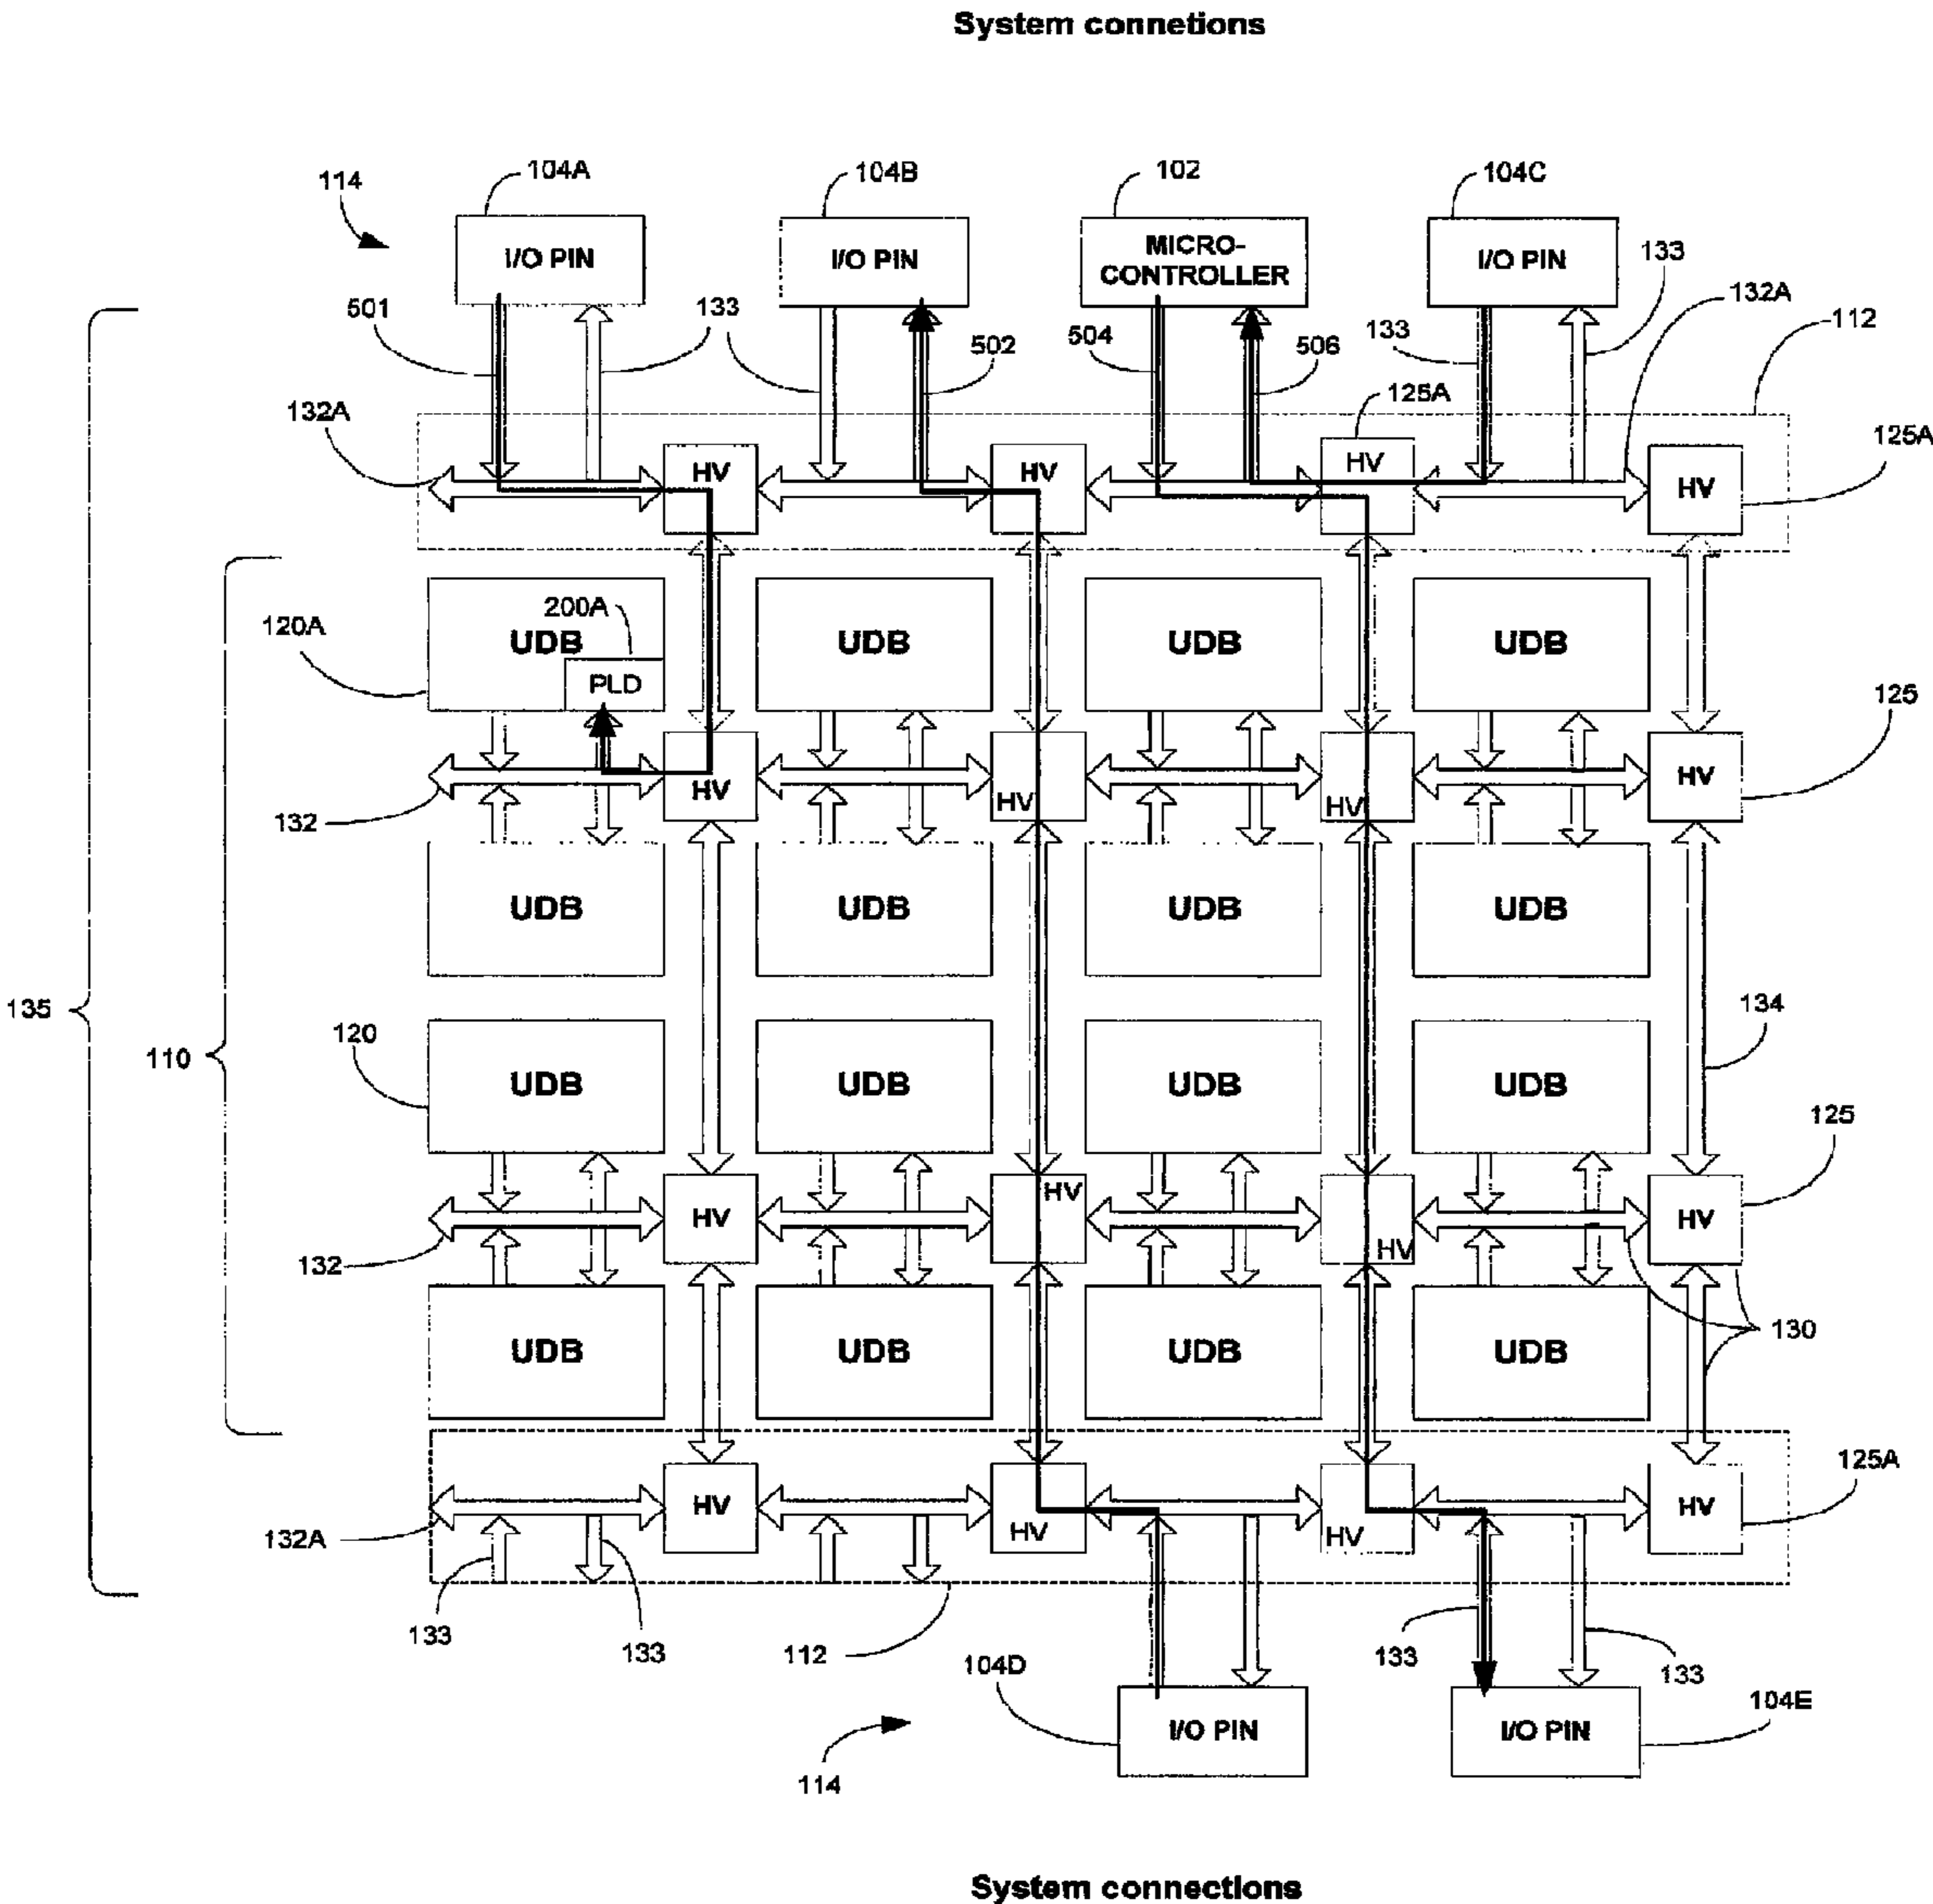 System connetions
104A
104B
102
104C
114
I/O PIN
I/O PIN
MICRO-
CONTROLLER
I/O PIN
133
132A
501
133
502
504
506
133
112
132A
125A
125A
HV
HV
HV
HV
120A
UDB
200A
PLD
UDB
UDB
UDB
125
132
HV
HV
HV
HV
UDB
UDB
UDB
UDB
135
110
120
134
UDB
UDB
UDB
UDB
125
132
HV
HV
HV
HV
130
UDB
UDB
UDB
UDB
125A
132A
HV
HV
HV
HV
133
133
112
133
133
104D
104E
I/O PIN
I/O PIN
114
System connections